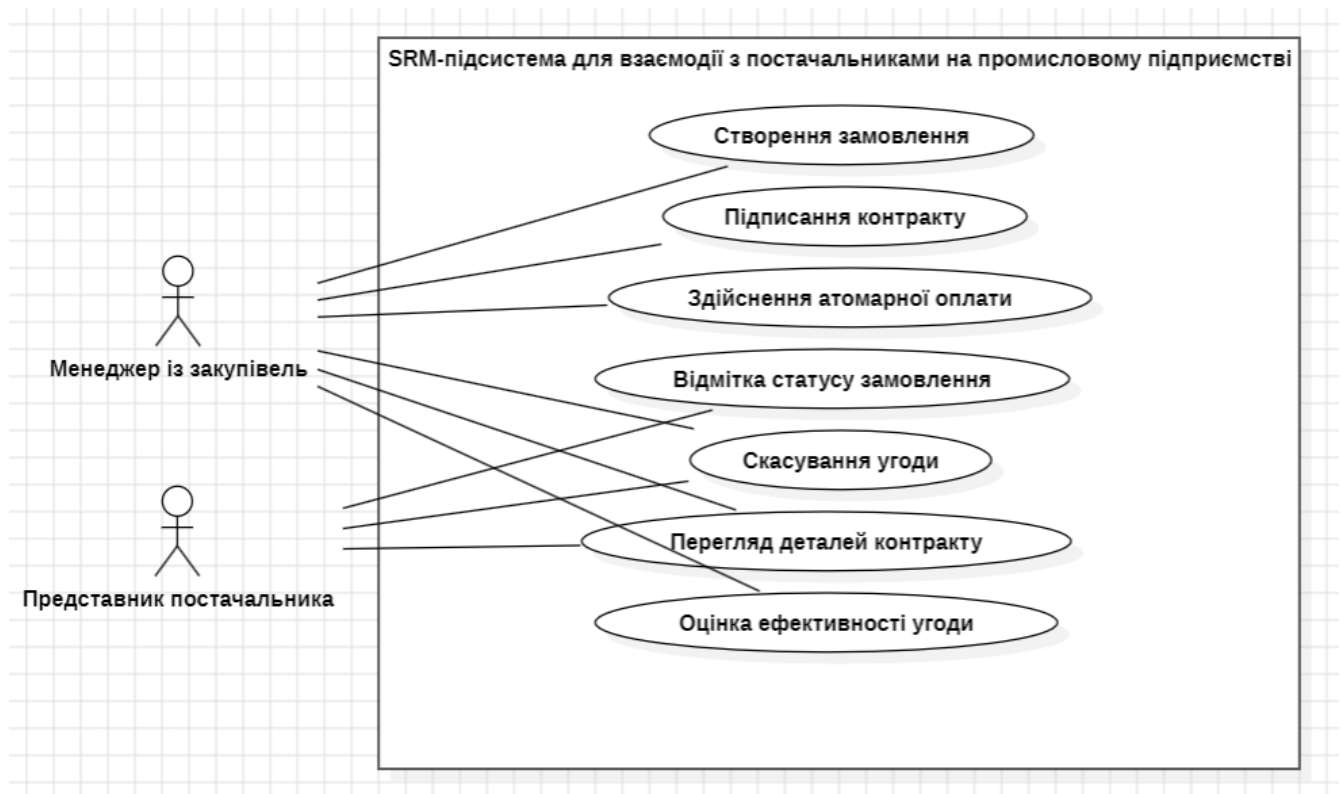 SRM-підсистема для взаємодії з постачальниками на промисловому підприємстві
Створення замовлення
Підписання контракту
Здійснення атомарної оплати
Менеджер із закупівель
Відмітка статусу замовлення
Скасування угоди
Перегляд деталей контракту
Представник постачальника
Оцінка ефективності угоди